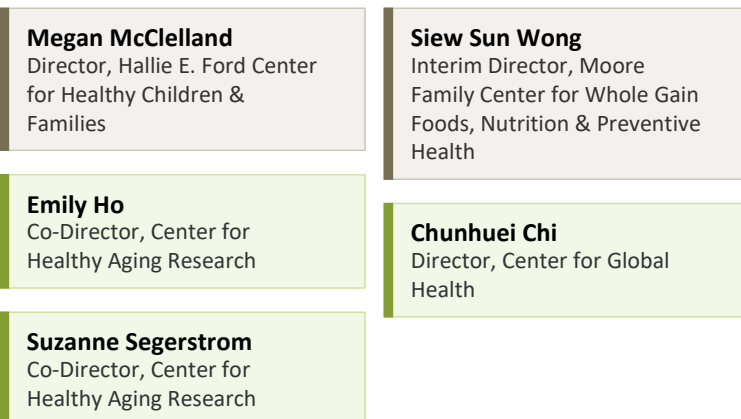 Megan McClelland
Director, Hallie E. Ford Center
for Healthy Children &
Families
Emily Ho
Co-Director, Center for
Healthy Aging Research
Suzanne Segerstrom
Co-Director, Center for
Healthy Aging Research
Siew Sun Wong
Interim Director, Moore
Family Center for Whole Gain
Foods, Nutrition & Preventive
Health
Chunhuei Chi
Director, Center for Global
Health